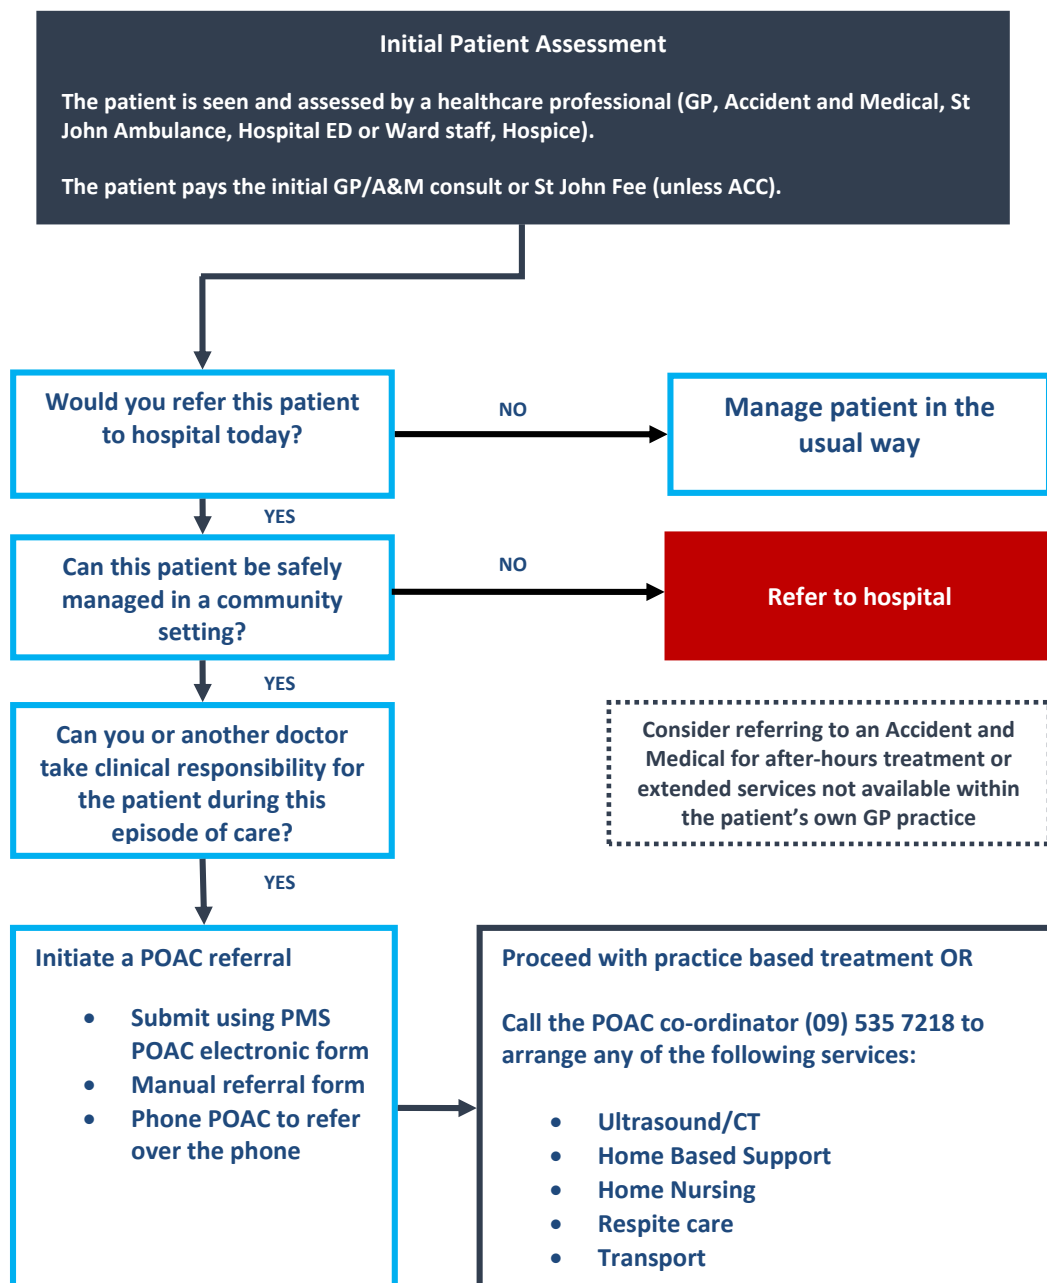 Initial Patient Assessment
The patient is seen and assessed by a healthcare professional (GP, Accident and Medical, St
John Ambulance, Hospital ED or Ward staff, Hospice).
The patient pays the initial GP/A&M consult or St John Fee (unless ACC).
Would you refer this patient
to hospital today?
NO
Manage patient in the
usual way
YES
Can this patient be safely
managed in a community
setting?
NO
Refer to hospital
YES
Can you or another doctor
take clinical responsibility for
the patient during this
episode of care?
Consider referring to an Accident and
Medical for after-hours treatment or
extended services not available within
the patient's own GP practice
YES
Initiate a POAC referral
• Submit using PMS
POAC electronic form
• Manual referral form
• Phone POAC to refer
over the phone
Proceed with practice based treatment OR
Call the POAC co-ordinator (09) 535 7218 to
arrange any of the following services:
• Ultrasound/CT
• Home Based Support
• Home Nursing
• Respite care
• Transport